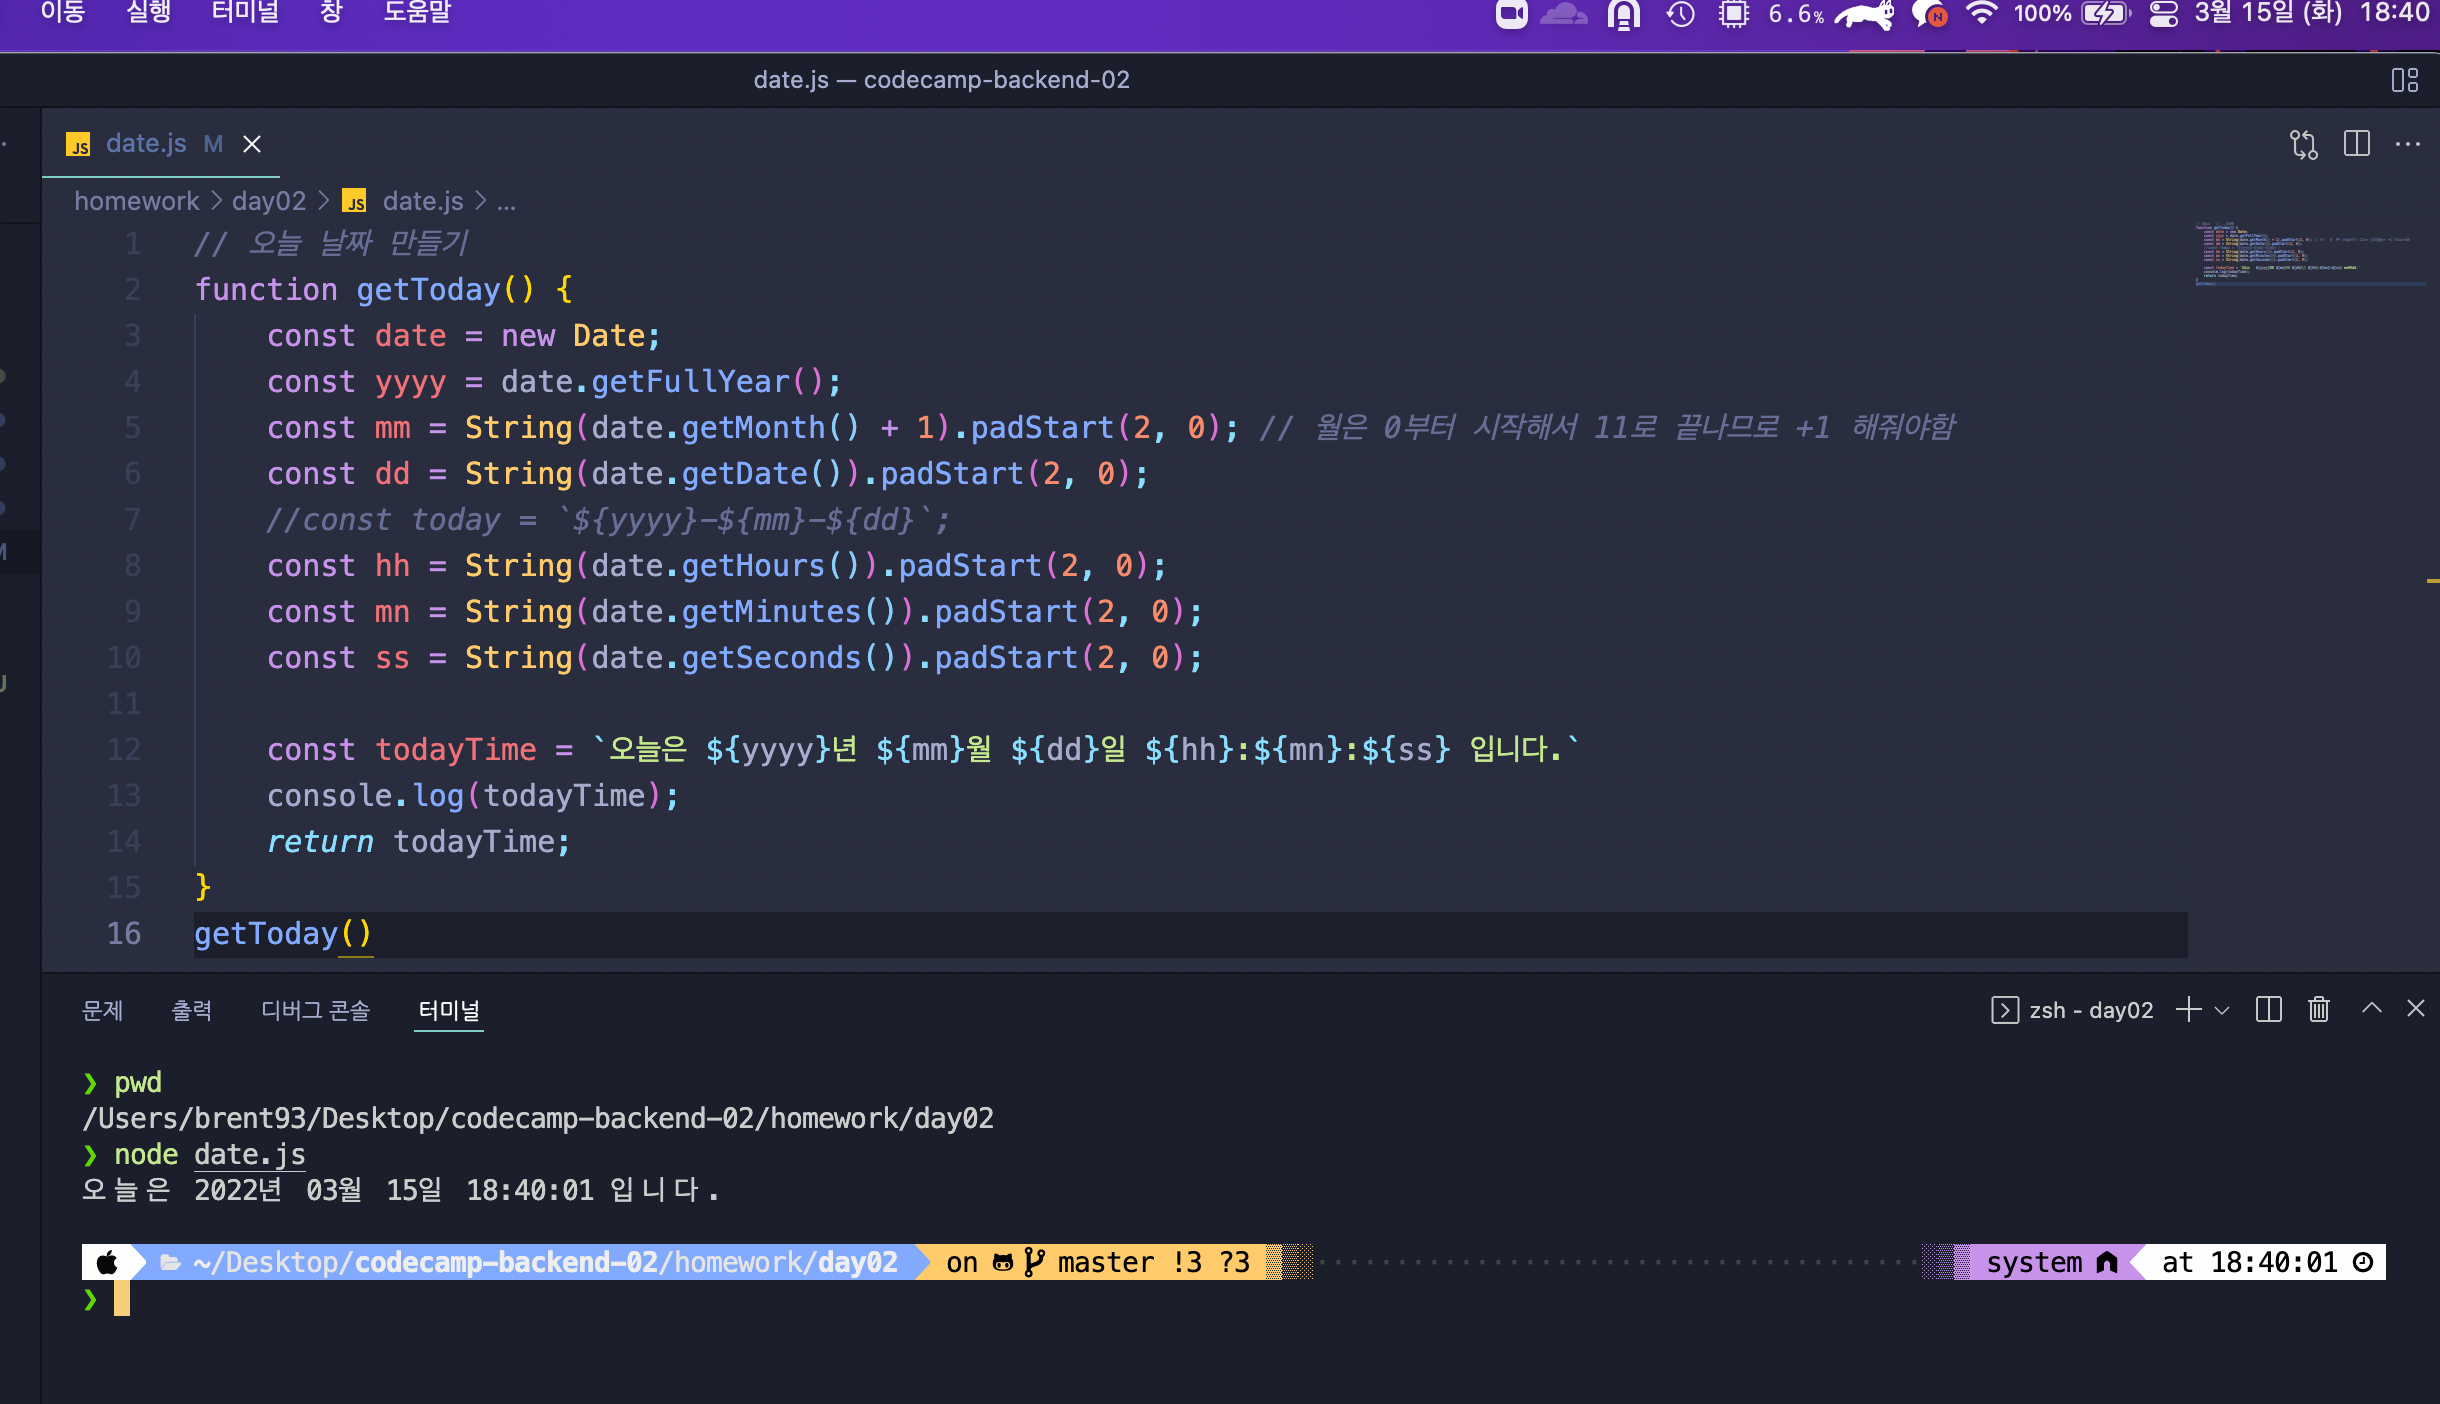 이동 실행 터미널 창 도움말 6.6% N 100% 3월 15일 (화) 18:40
date.js — codecamp-backend-02
JS date.js M
homework > day02 > JS date.js > ...
1 // 오늘 날짜 만들기
2 function getToday() {
3 const date = new Date;
4 const yyyy = date.getFullYear();
5 const mm = String(date.getMonth() + 1).padStart(2, 0); // 월은 0부터 시작해서 11로 끝나므로 +1 해줘야함
6 const dd = String(date.getDate()).padStart(2, 0);
7 //const today = `${yyyy}-${mm}-${dd}`;
8 const hh = String(date.getHours()).padStart(2, 0);
9 const mn = String(date.getMinutes()).padStart(2, 0);
10 const ss = String(date.getSeconds()).padStart(2, 0);
11
12 const todayTime = `오늘은 ${yyyy}년 ${mm}월 ${dd}일 ${hh}:${mn}:${ss} 입니다.`
13 console.log(todayTime);
14 return todayTime;
15 }
16 getToday()
문제 출력 디버그 콘솔 터미널 zsh - day02
❯ pwd
/Users/brent93/Desktop/codecamp-backend-02/homework/day02
❯ node date.js
오늘은 2022년 03월 15일 18:40:01 입니다.
~/Desktop/codecamp-backend-02/homework/day02 on master !3 ?3 system at 18:40:01
❯